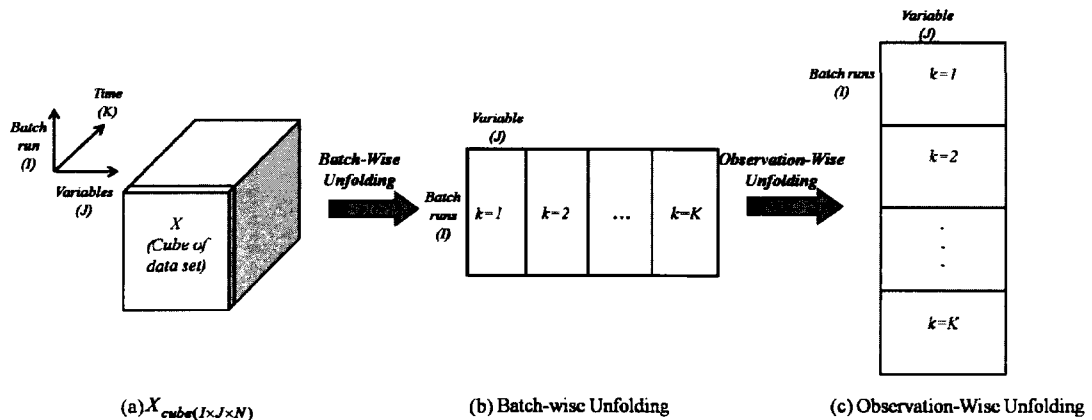 Time
(K)
Batch
run
(I)
Variables
(J)
X
(Cube of
data set)
Batch-Wise
Unfolding
Variable
(J)
Batch
runs
(I)
k=1
k=2
...
k=K
Observation-Wise
Unfolding
Variable
(J)
Batch runs
(I)
k=1
k=2
.
.
.
k=K
(a) X cube(I×J×N)
(b) Batch-wise Unfolding
(c) Observation-Wise Unfolding